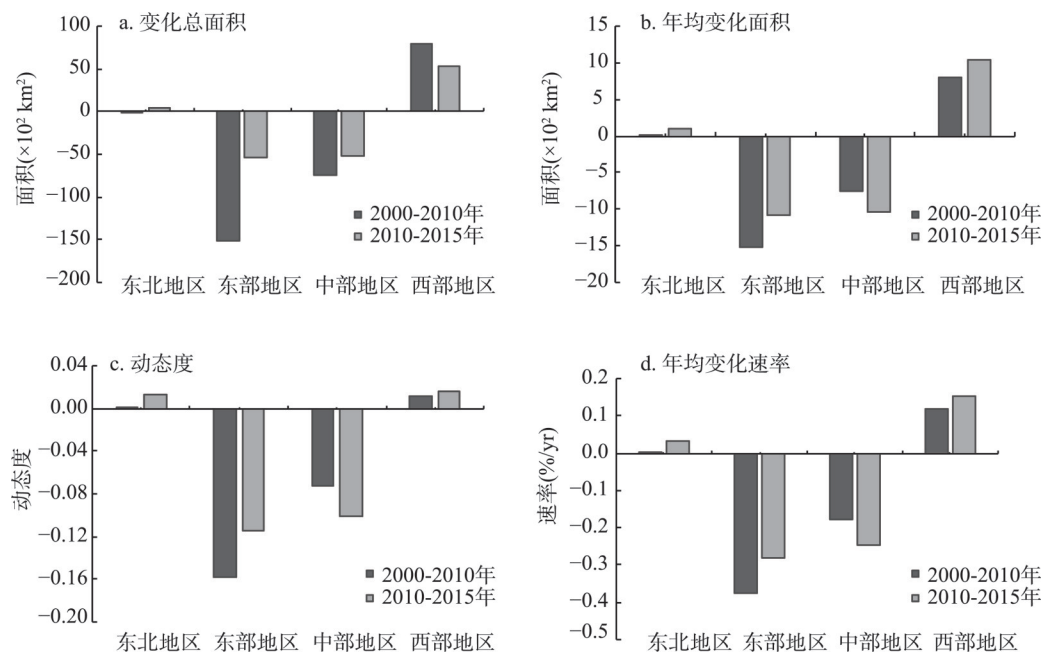 a. 变化总面积
100
50
0
−50
−100
−150
−200
面积(×10² km²)
2000-2010年
2010-2015年
东北地区 东部地区 中部地区 西部地区
b. 年均变化面积
15
10
5
0
−5
−10
−15
−20
面积(×10² km²)
2000-2010年
2010-2015年
东北地区 东部地区 中部地区 西部地区
c. 动态度
0.04
0.00
−0.04
−0.08
−0.12
−0.16
−0.20
动态度
2000-2010年
2010-2015年
东北地区 东部地区 中部地区 西部地区
d. 年均变化速率
0.2
0.1
0.0
−0.1
−0.2
−0.3
−0.4
−0.5
速率(%/yr)
2000-2010年
2010-2015年
东北地区 东部地区 中部地区 西部地区